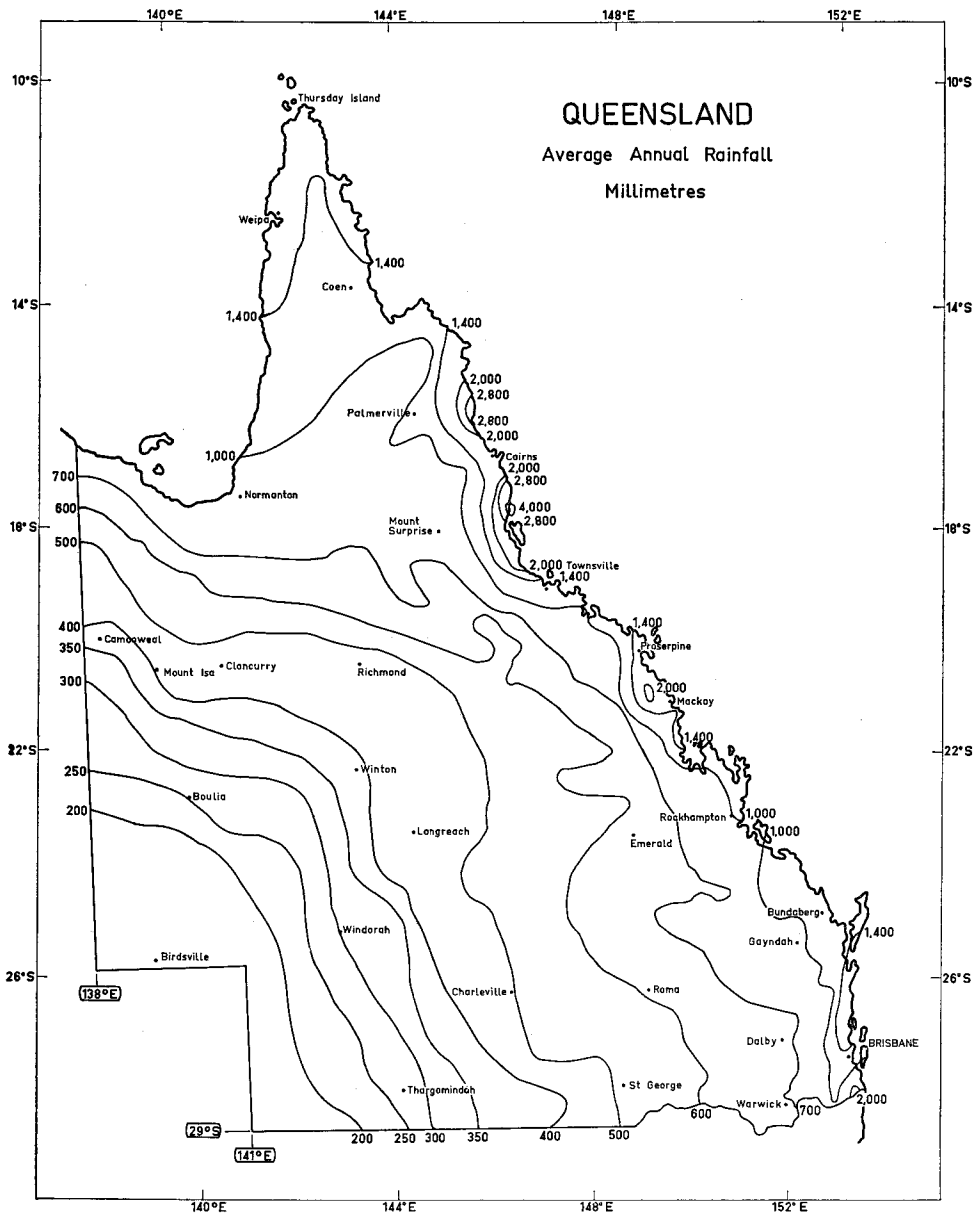 140°E 144°E 148°E 152°E
10°S 10°S
Thursday Island
QUEENSLAND
Average Annual Rainfall
Millimetres
Weipa
1,400
Coen
14°S 14°S
1,400
1,400
2,000
2,800
Palmerville
2,800
2,000
1,000
Cairns
2,000
2,800
700
Normanton
4,000
600
2,800
Mount
Surprise
18°S 18°S
500
2,000 Townsville
1,400
400
1,400
Camooweal
Proserpine
350
Mount Isa
Cloncurry
Richmond
300
2,000
Mackay
1,400
22°S 22°S
250
Winton
Boulia
200
Rockhampton
1,000
1,000
Longreach
Emerald
Bundaberg
Windorah
1,400
Gayndah
Birdsville
26°S 26°S
138°E
Charleville
Roma
Dalby
BRISBANE
Thargomindah
St George
2,000
Warwick
29°S
600 700
200 250 300 350 400 500
141°E
140°E 144°E 148°E 152°E